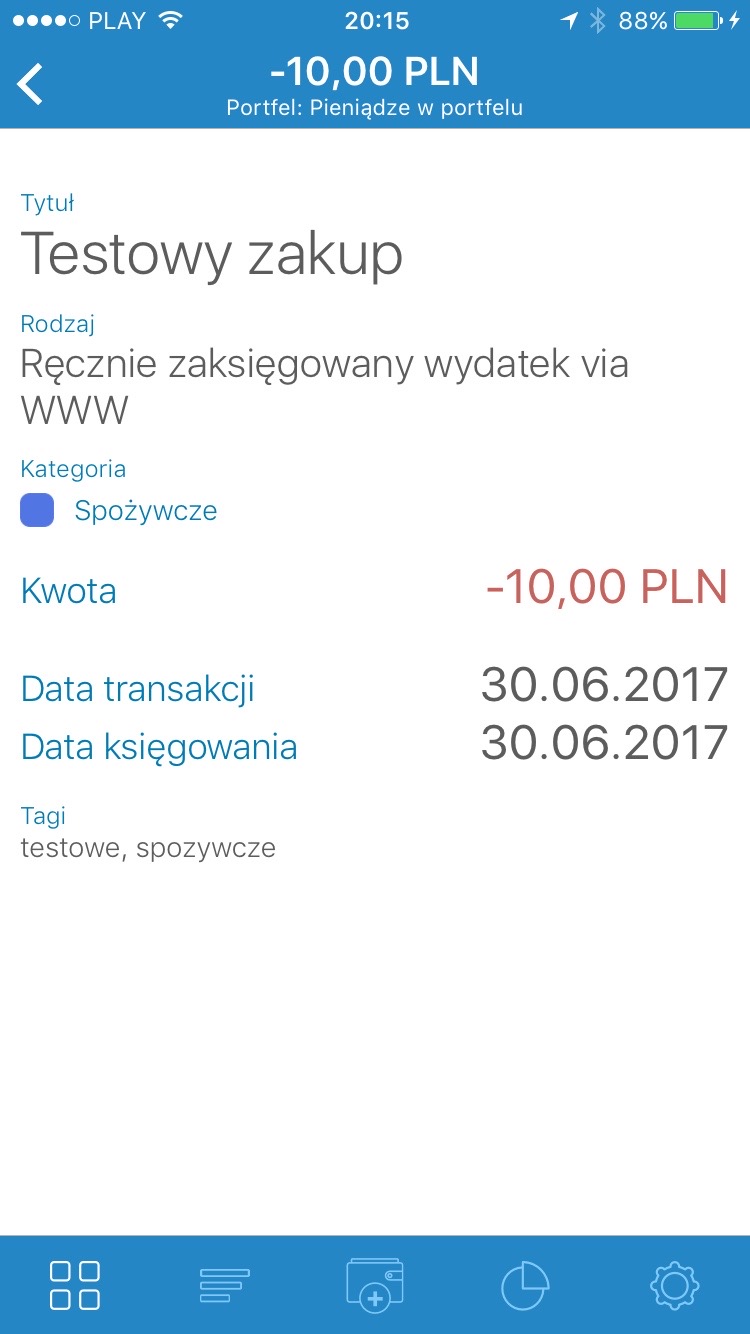 PLAY 20:15 88%
-10,00 PLN
Portfel: Pieniądze w portfelu
Tytuł
Testowy zakup
Rodzaj
Ręcznie zaksięgowany wydatek via
WWW
Kategoria
Spożywcze
Kwota -10,00 PLN
Data transakcji 30.06.2017
Data księgowania 30.06.2017
Tagi
testowe, spozywcze